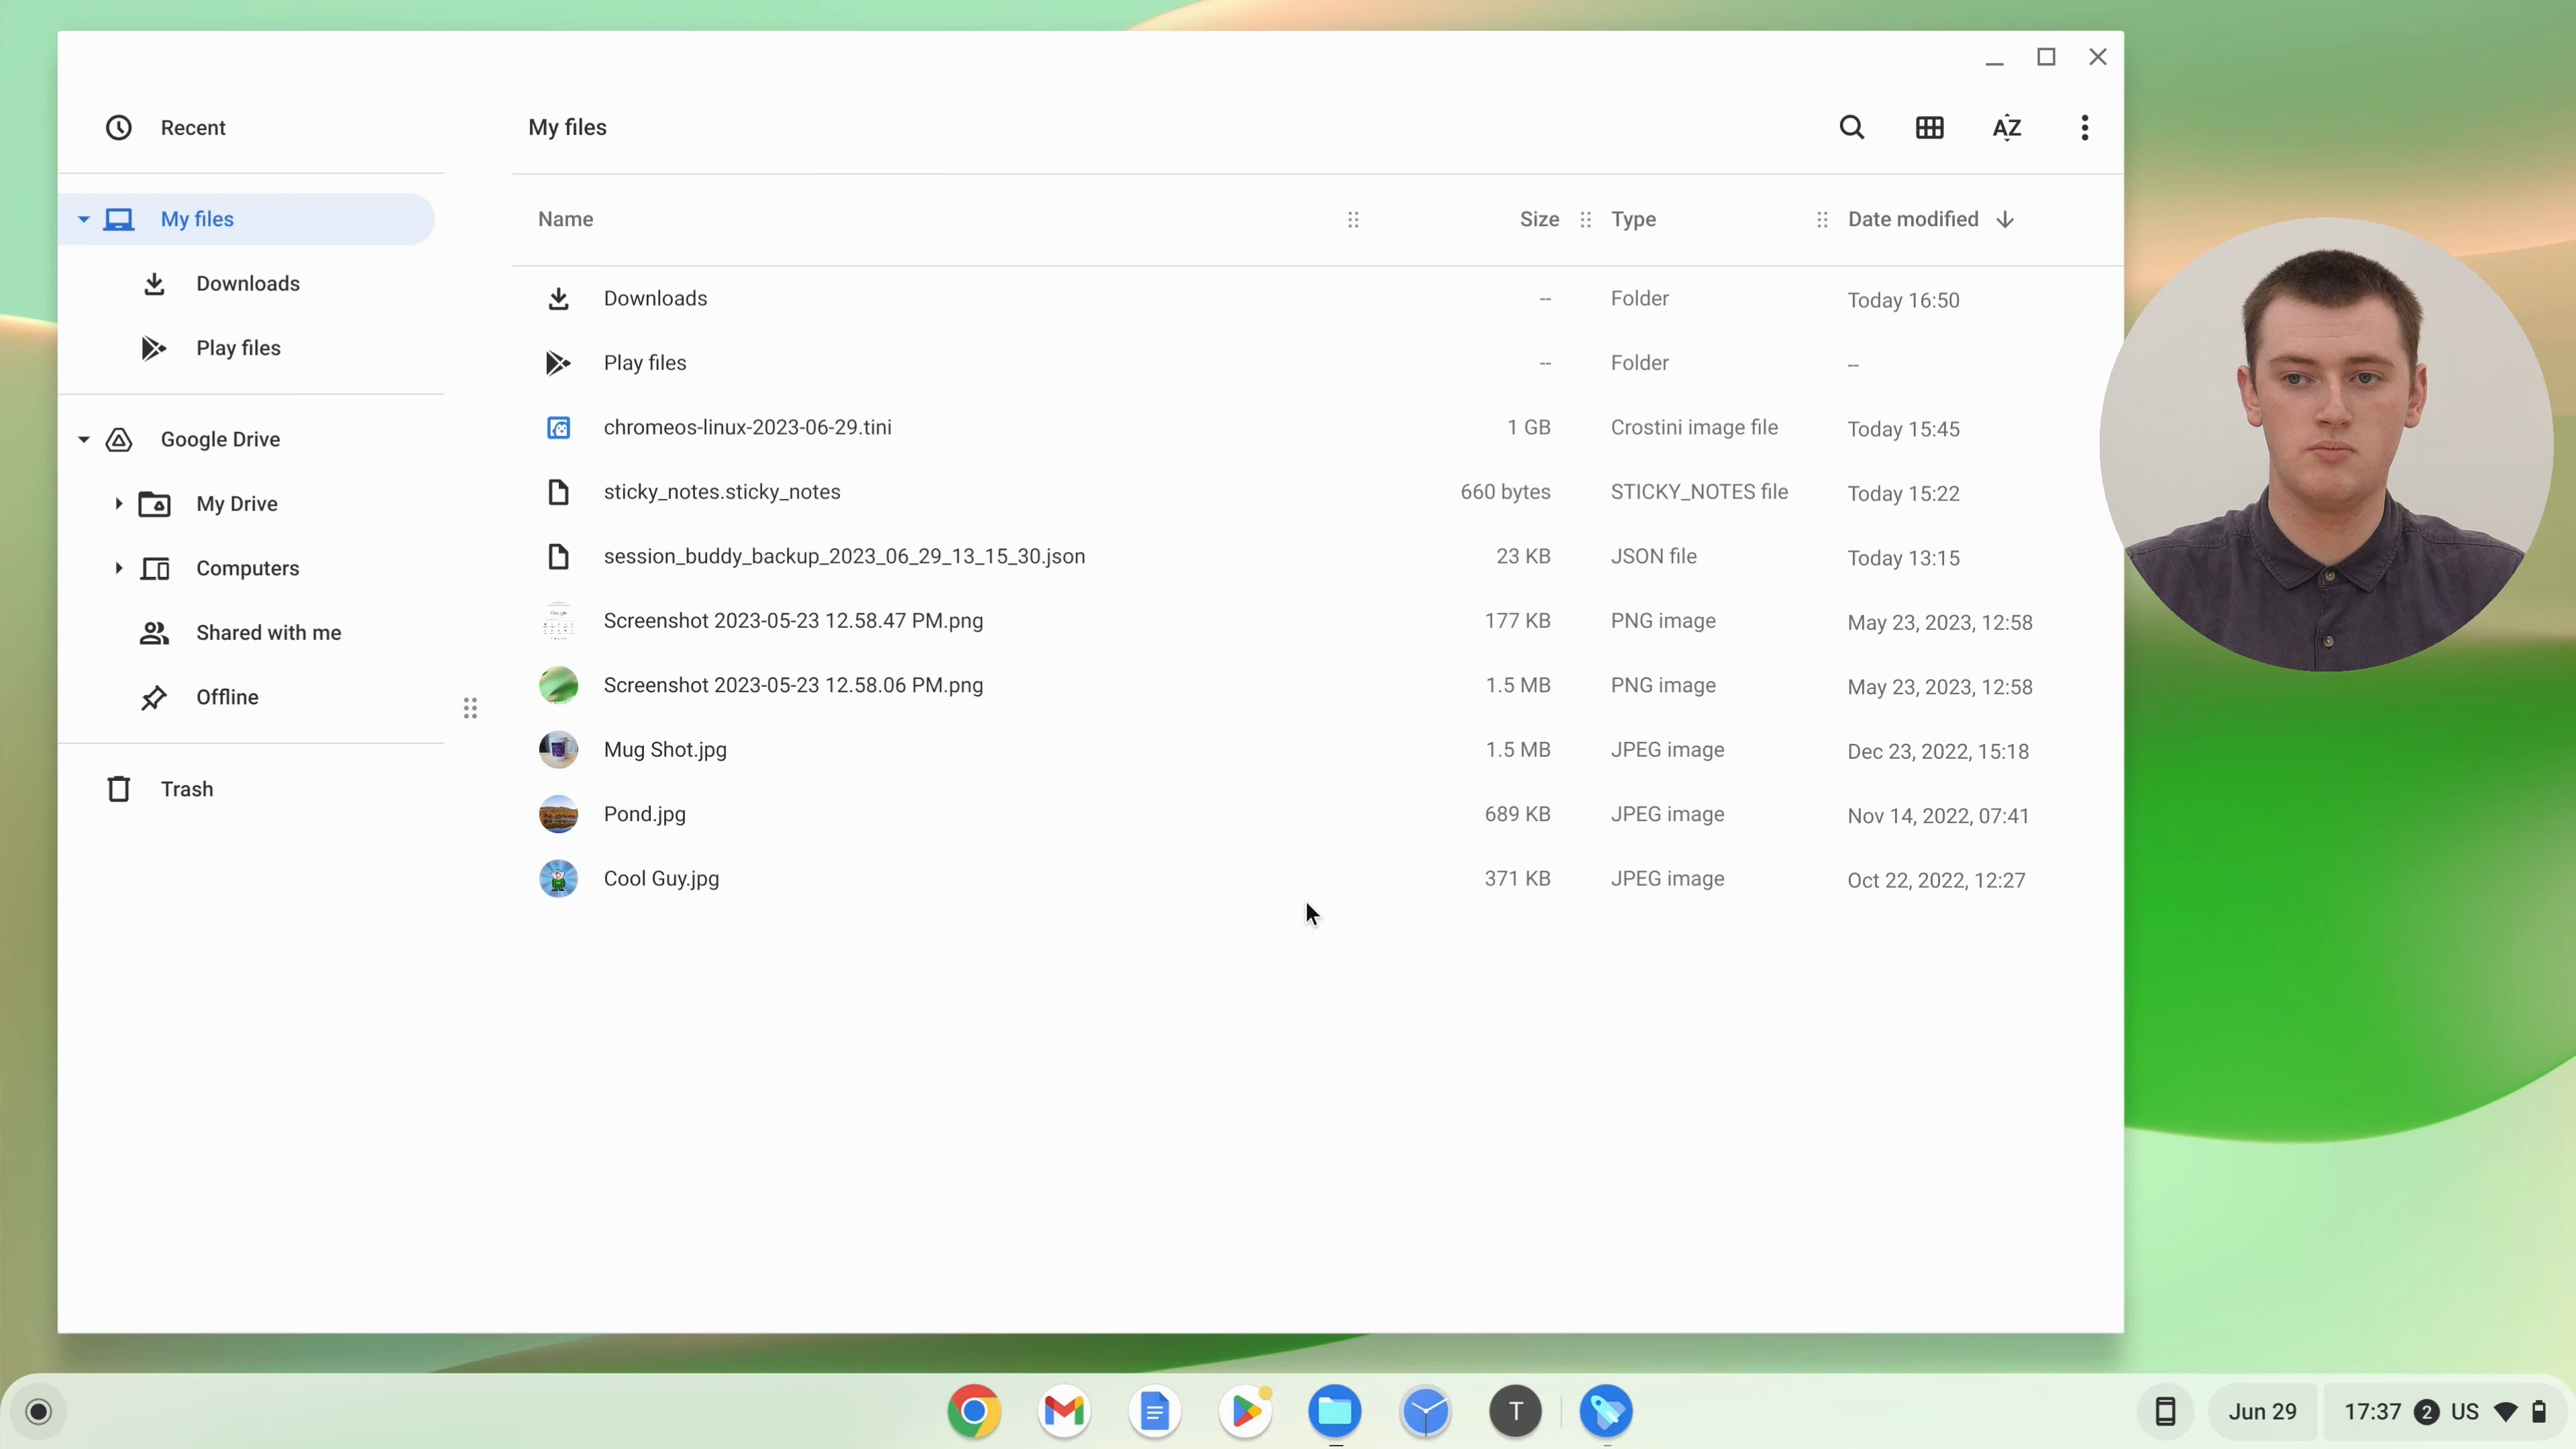 Recent
My files
Downloads
Play files
Google Drive
My Drive
Computers
Shared with me
Offline
Trash
My files
AZ
Name Size Type Date modified
Downloads -- Folder Today 16:50
Play files -- Folder --
chromeos-linux-2023-06-29.tini 1 GB Crostini image file Today 15:45
sticky_notes.sticky_notes 660 bytes STICKY_NOTES file Today 15:22
session_buddy_backup_2023_06_29_13_15_30.json 23 KB JSON file Today 13:15
Screenshot 2023-05-23 12.58.47 PM.png 177 KB PNG image May 23, 2023, 12:58
Screenshot 2023-05-23 12.58.06 PM.png 1.5 MB PNG image May 23, 2023, 12:58
Mug Shot.jpg 1.5 MB JPEG image Dec 23, 2022, 15:18
Pond.jpg 689 KB JPEG image Nov 14, 2022, 07:41
Cool Guy.jpg 371 KB JPEG image Oct 22, 2022, 12:27
T
Jun 29 17:37 2 US